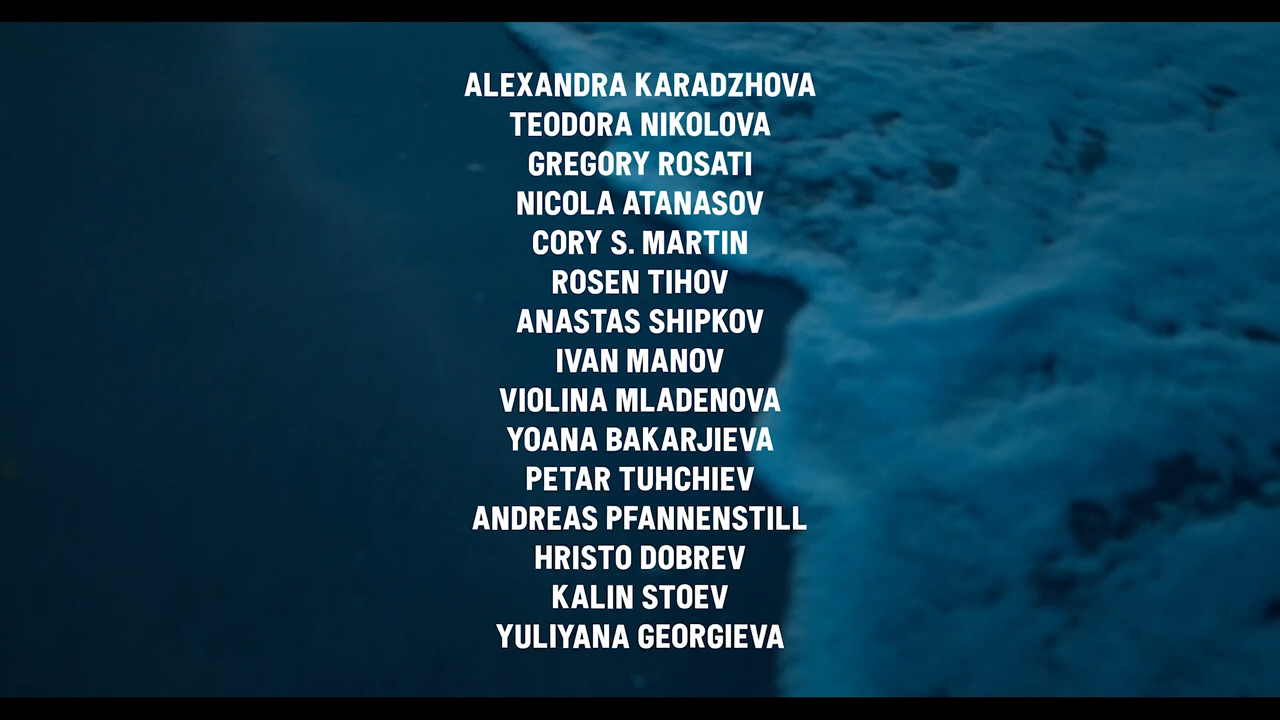 ALEXANDRA KARADZHOVA
TEODORA NIKOLOVA
GREGORY ROSATI
NICOLA ATANASOV
CORY S. MARTIN
ROSEN TIHOV
ANASTAS SHIPKOV
IVAN MANOV
VIOLINA MLADENOVA
YOANA BAKARJIEVA
PETAR TUHCHIEV
ANDREAS PFANNENSTILL
HRISTO DOBREV
KALIN STOEV
YULIYANA GEORGIEVA